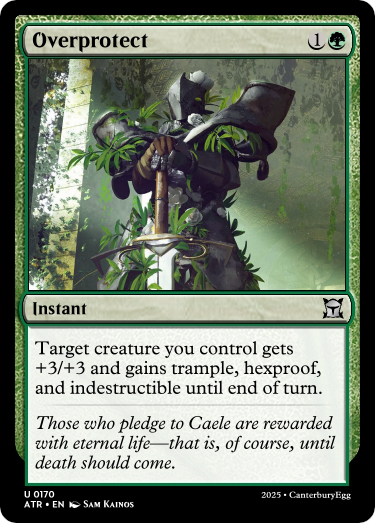 Overprotect 1
Instant
Target creature you control gets
+3/+3 and gains trample, hexproof,
and indestructible until end of turn.
Those who pledge to Caele are rewarded
with eternal life—that is, of course, until
death should come.
U 0170
ATR • EN Sam Kainos 2025 • CanterburyEgg